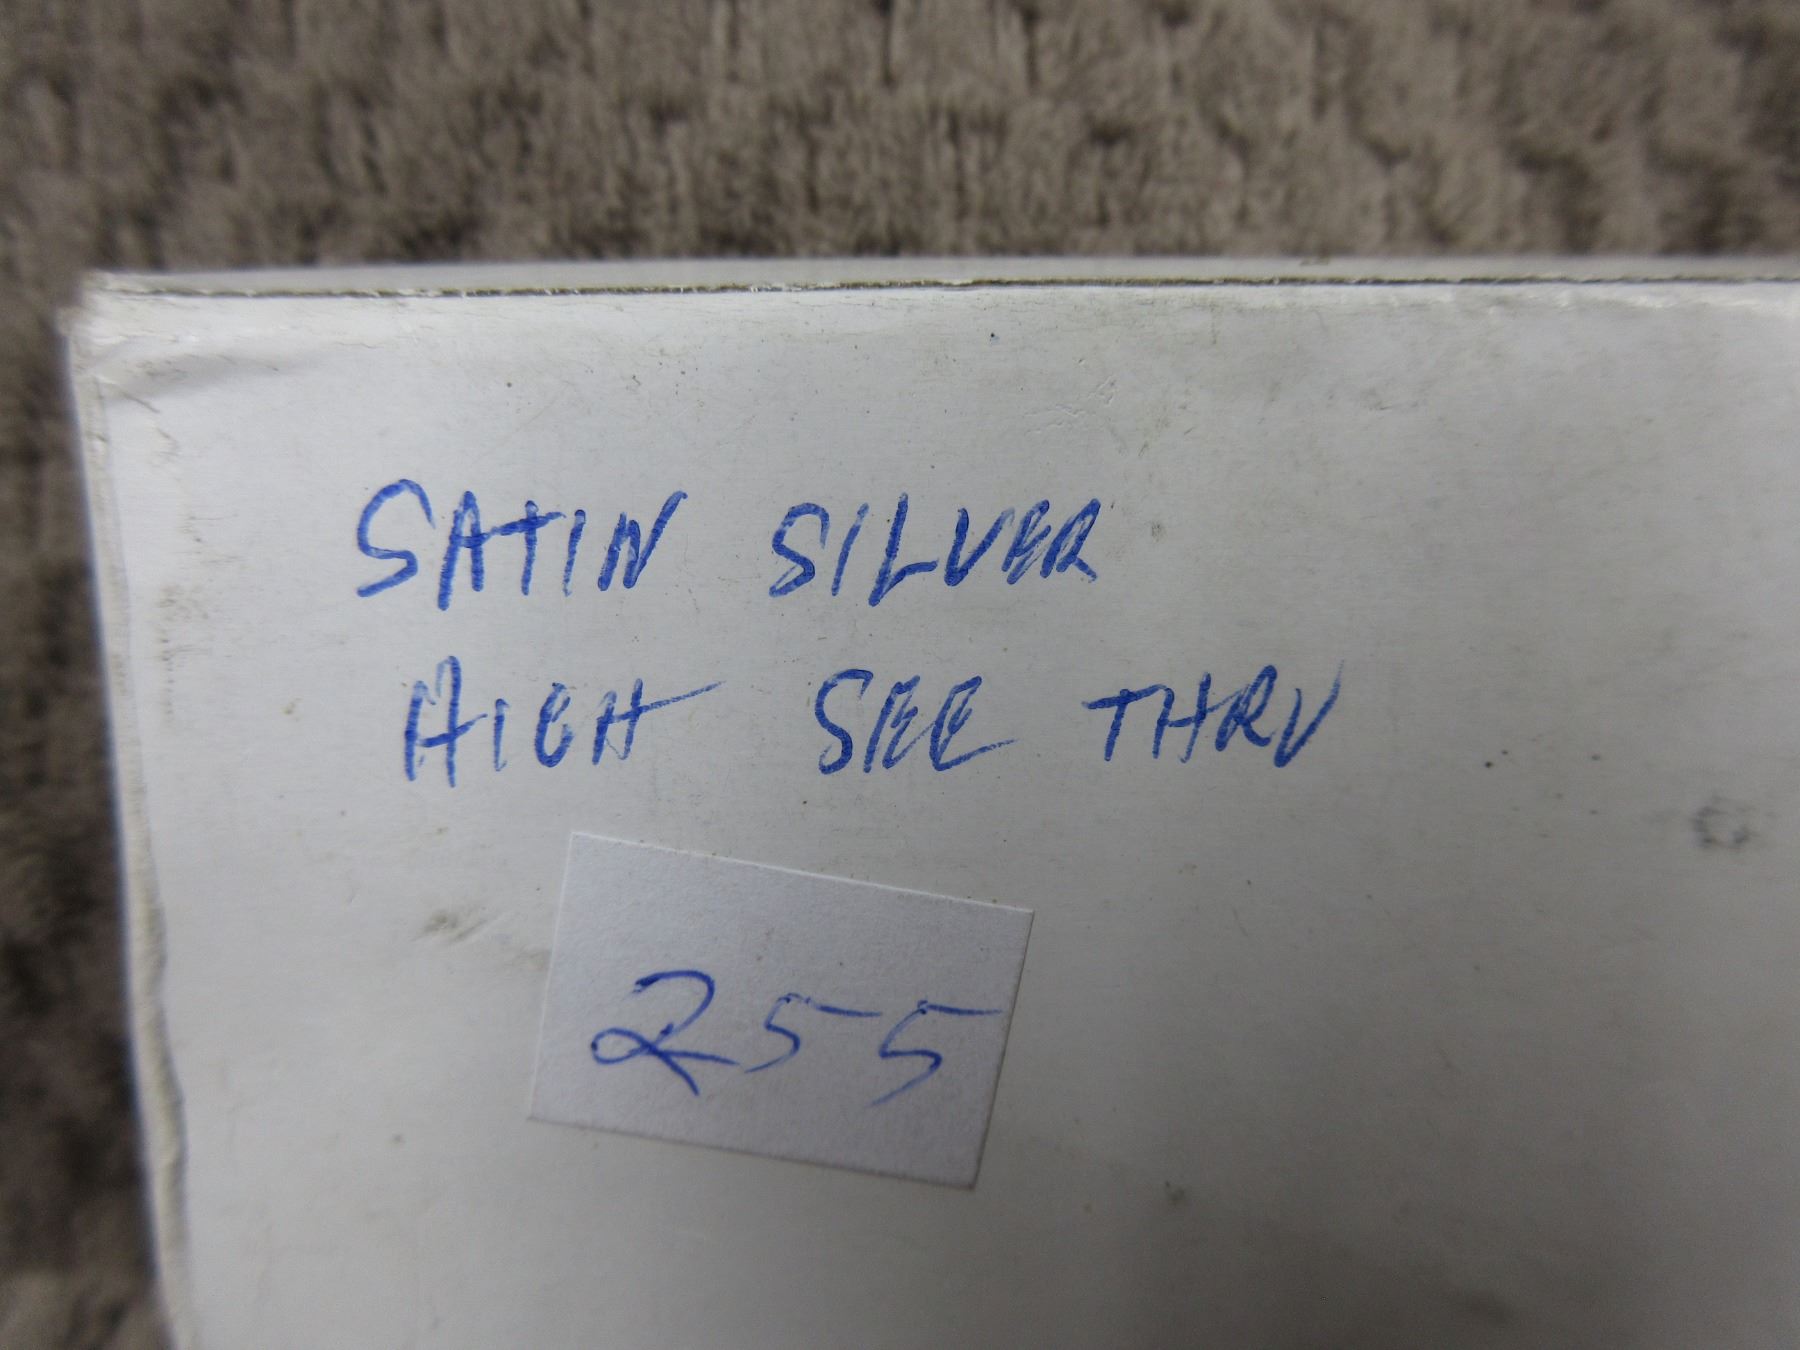 SATIN SILVER
HIGH SEE THRU
255